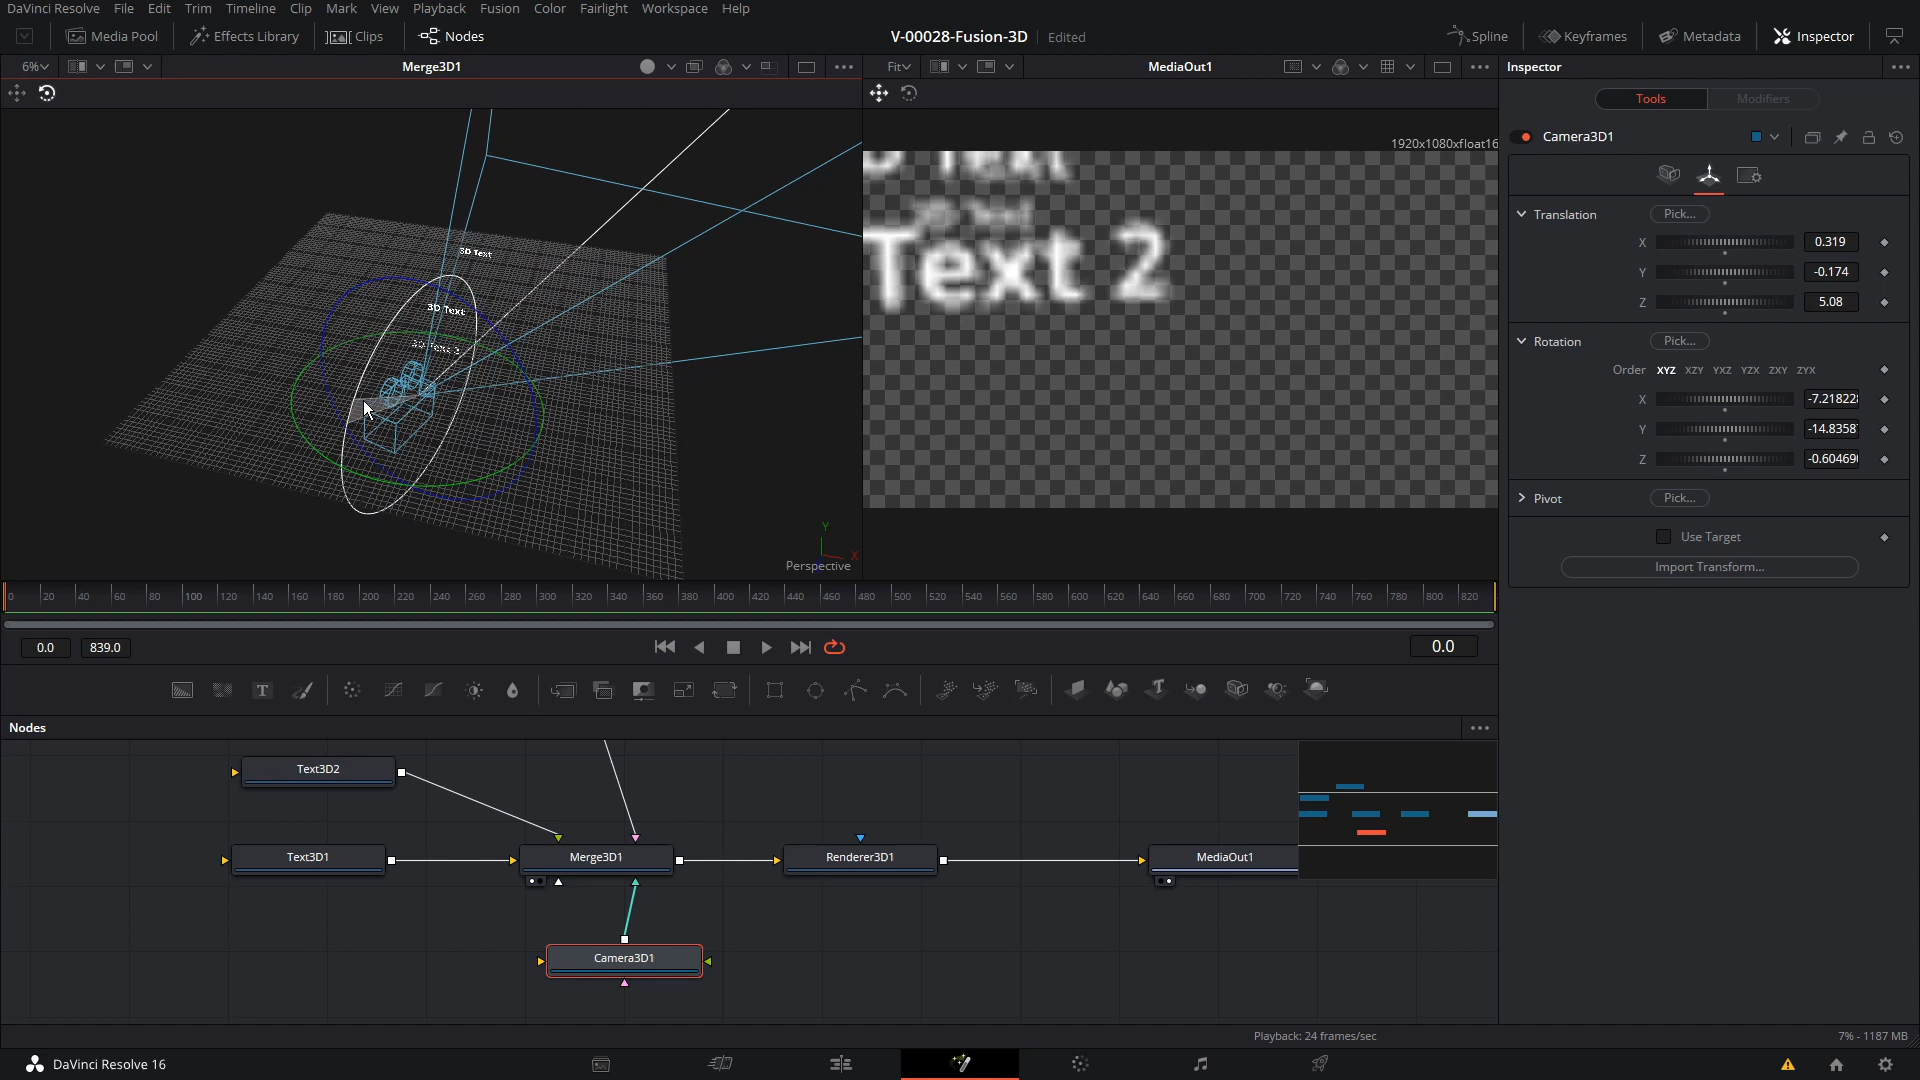 DaVinci Resolve File Edit Trim Timeline Clip Mark View Playback Fusion Color Fairlight Workspace Help
Media Pool Effects Library Clips Nodes V-00028-Fusion-3D Edited Spline Keyframes Metadata Inspector
6% Merge3D1 Fit MediaOut1 Inspector
Tools Modifiers
Camera3D1
1920x1080xfloat16
Text
Text 2
3D Text
3D Text
3D Text 2
Y
X
Perspective
Translation Pick...
X 0.319
Y -0.174
Z 5.08
Rotation Pick...
Order XYZ XZY YXZ YZX ZXY ZYX
X -7.218228
Y -14.83587
Z -0.604690
Pivot Pick...
Use Target
Import Transform...
0 20 40 60 80 100 120 140 160 180 200 220 240 260 280 300 320 340 360 380 400 420 440 460 480 500 520 540 560 580 600 620 640 660 680 700 720 740 760 780 800 820
0.0 839.0 0.0
T T
Nodes
Text3D2
Text3D1 Merge3D1 Renderer3D1 MediaOut1
Camera3D1
Playback: 24 frames/sec 7% - 1187 MB
DaVinci Resolve 16